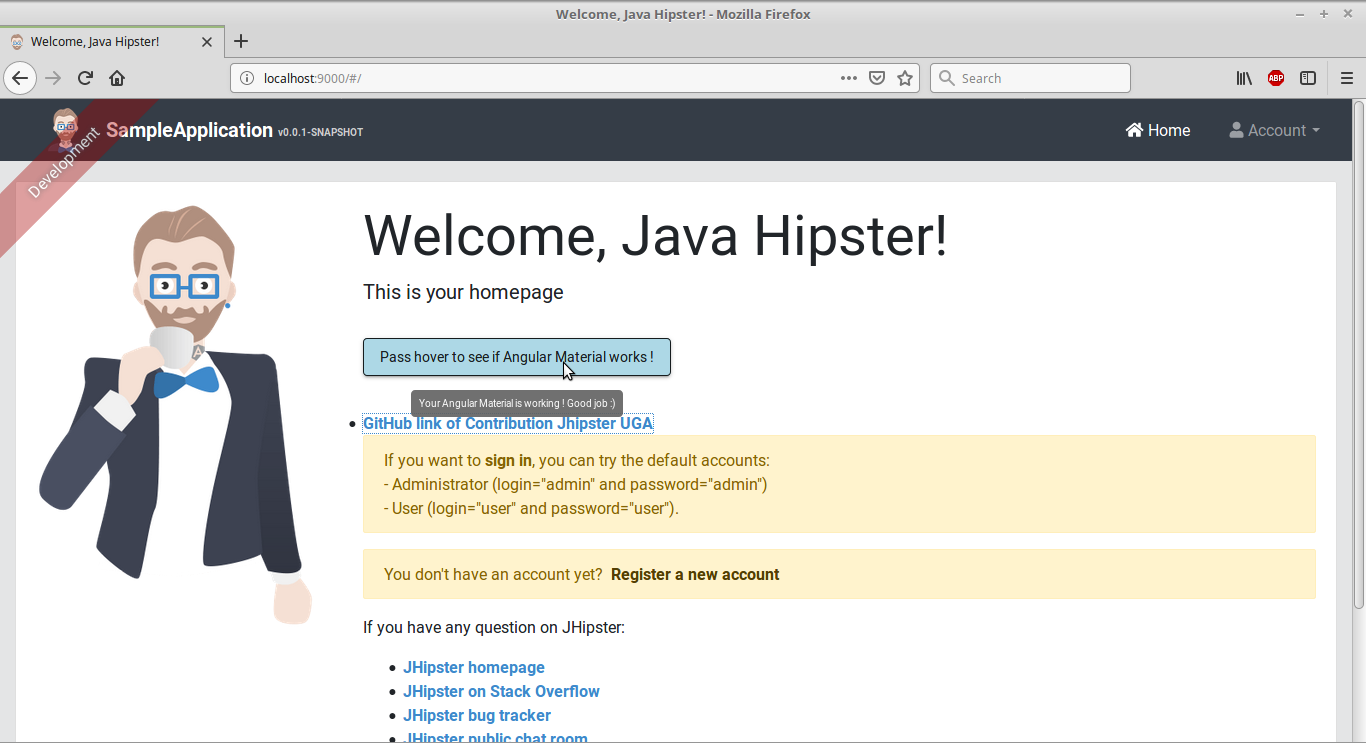 Welcome, Java Hipster! - Mozilla Firefox
Welcome, Java Hipster!
localhost:9000/#/
Search
ABP
Development
SampleApplication v0.0.1-SNAPSHOT
Home
Account
Welcome, Java Hipster!
This is your homepage
Pass hover to see if Angular Material works !
Your Angular Material is working ! Good job :)
GitHub link of Contribution Jhipster UGA
If you want to sign in, you can try the default accounts:
- Administrator (login="admin" and password="admin")
- User (login="user" and password="user").
You don't have an account yet? Register a new account
If you have any question on JHipster:
JHipster homepage
JHipster on Stack Overflow
JHipster bug tracker
JHipster public chat room
A